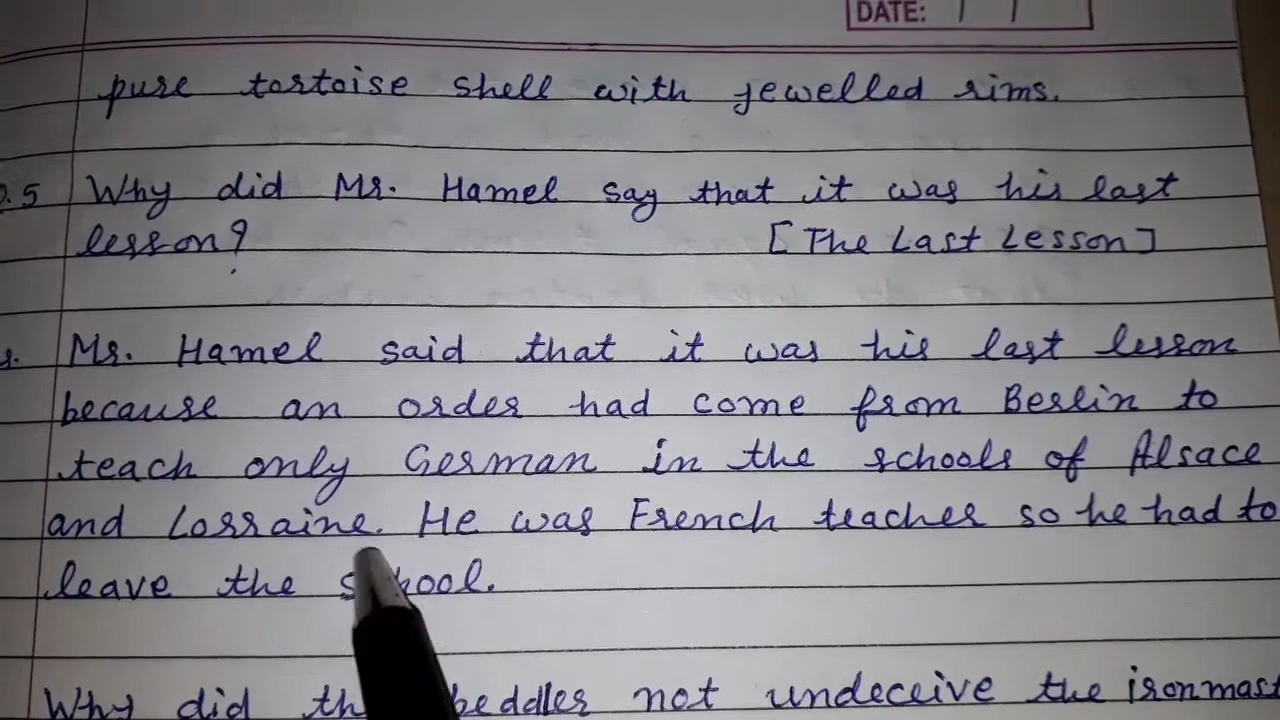 DATE: / /
pure tortoise shell with jewelled rims.
Q.5 Why did Mr. Hamel say that it was his last
lesson? [The Last Lesson]
Mr. Hamel said that it was his last lesson
because an order had come from Berlin to
teach only German in the schools of Alsace
and Lorraine. He was French teacher so he had to
leave the school.
Why did the peddler not undeceive the ironmast